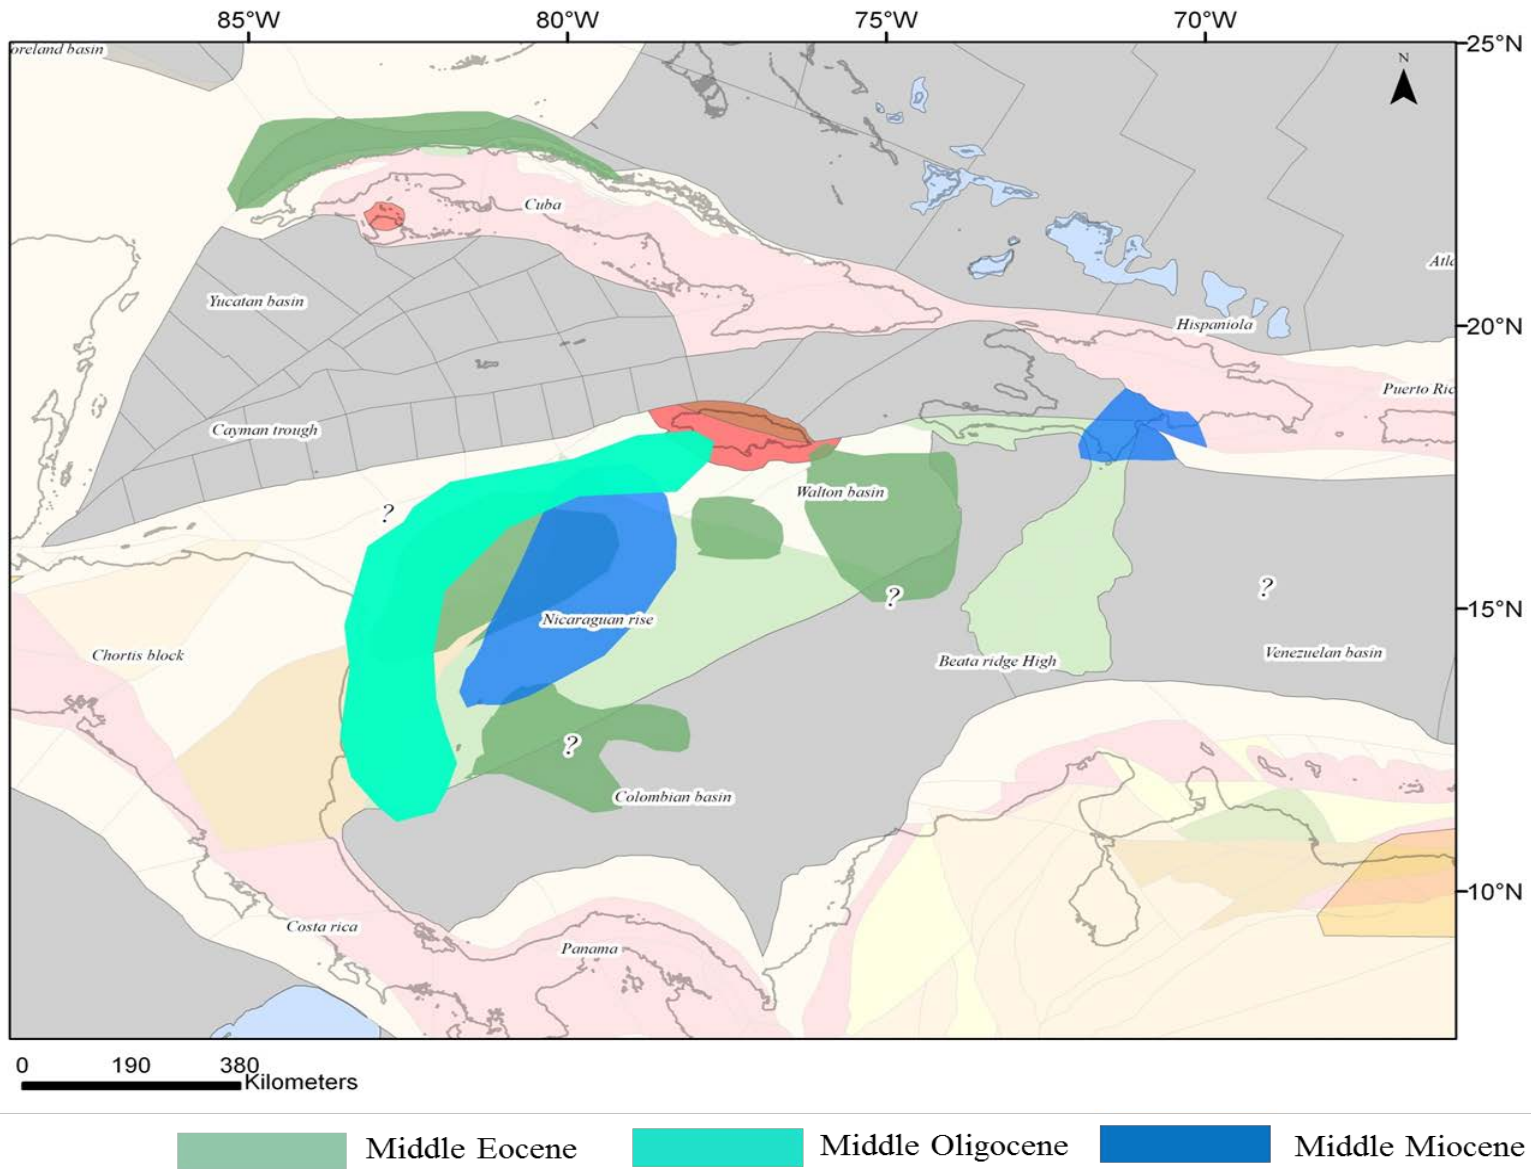 85°W 80°W 75°W 70°W
25°N
oreland basin
N
Cuba
Atla
Yucatan basin
Hispaniola
20°N
Puerto Ric
Cayman trough
Walton basin
?
?
?
Nicaraguan rise
15°N
Chortis block
Beata ridge High
Venezuelan basin
?
Colombian basin
10°N
Costa rica
Panama
0 190 380
Kilometers
Middle Eocene Middle Oligocene Middle Miocene